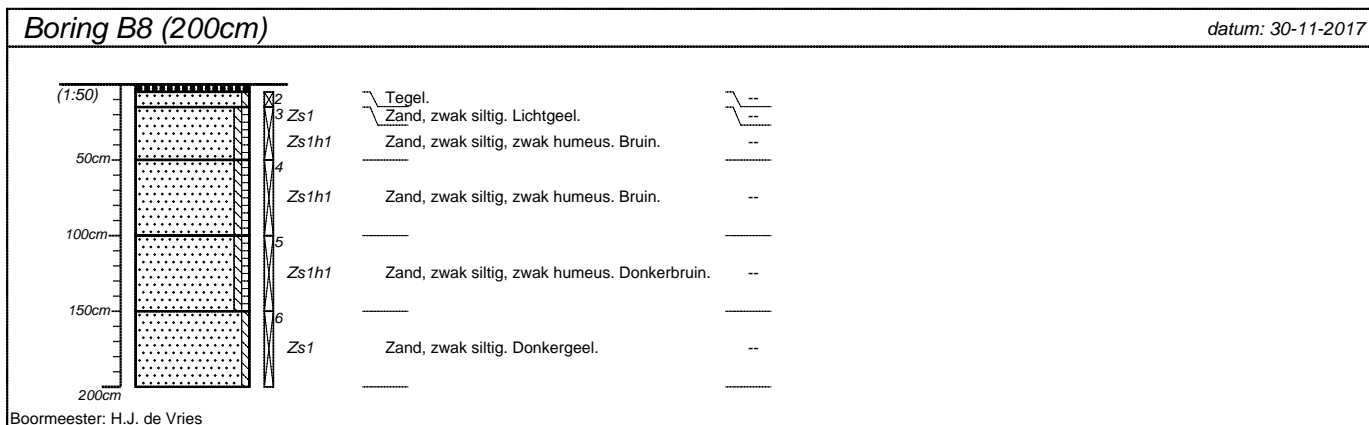 Boring B8 (200cm) datum: 30-11-2017
(1:50) 2 Tegel. --
3 Zs1 Zand, zwak siltig. Lichtgeel. --
Zs1h1 Zand, zwak siltig, zwak humeus. Bruin. --
50cm
4
Zs1h1 Zand, zwak siltig, zwak humeus. Bruin. --
100cm
5
Zs1h1 Zand, zwak siltig, zwak humeus. Donkerbruin. --
150cm
6
Zs1 Zand, zwak siltig. Donkergeel. --
200cm
Boormeester: H.J. de Vries